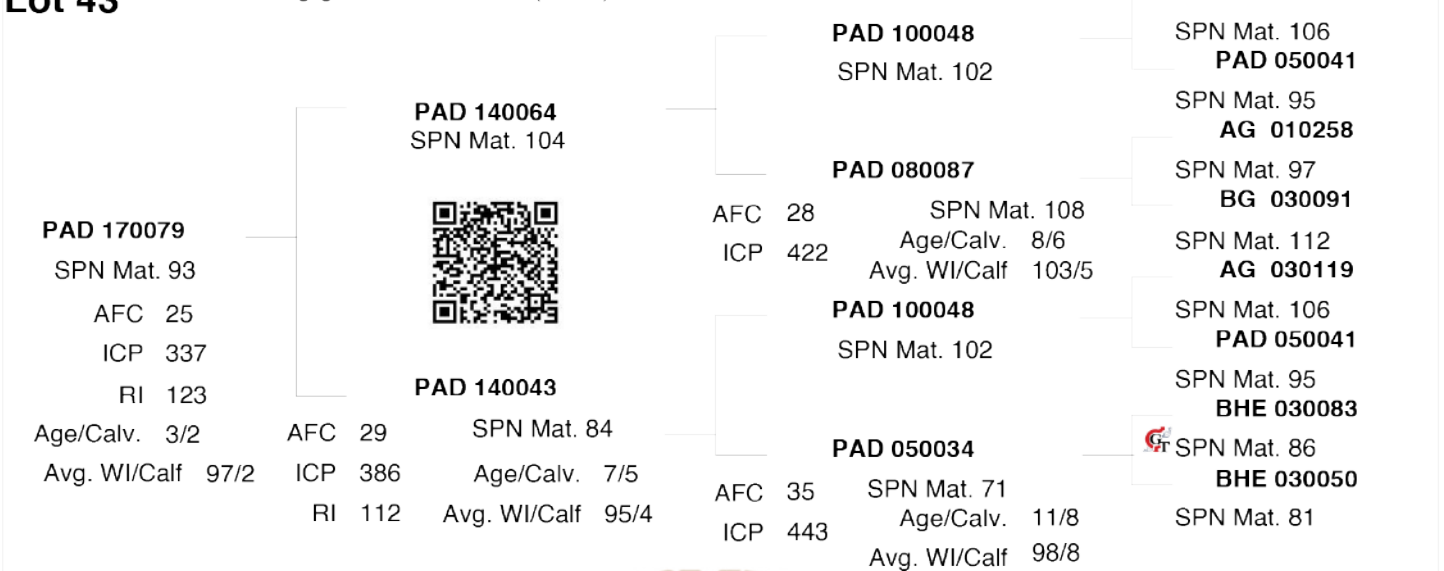 Lot 43
PAD 170079
SPN Mat. 93
AFC 25
ICP 337
RI 123
Age/Calv. 3/2
Avg. WI/Calf 97/2
PAD 140064
SPN Mat. 104
PAD 140043
SPN Mat. 84
AFC 29
ICP 386
Age/Calv. 7/5
RI 112
Avg. WI/Calf 95/4
PAD 100048
SPN Mat. 102
PAD 080087
SPN Mat. 108
AFC 28
Age/Calv. 8/6
ICP 422
Avg. WI/Calf 103/5
PAD 100048
SPN Mat. 102
PAD 050034
SPN Mat. 71
AFC 35
Age/Calv. 11/8
ICP 443
Avg. WI/Calf 98/8
SPN Mat. 106
PAD 050041
SPN Mat. 95
AG 010258
SPN Mat. 97
BG 030091
SPN Mat. 112
AG 030119
SPN Mat. 106
PAD 050041
SPN Mat. 95
BHE 030083
GT
SPN Mat. 86
BHE 030050
SPN Mat. 81